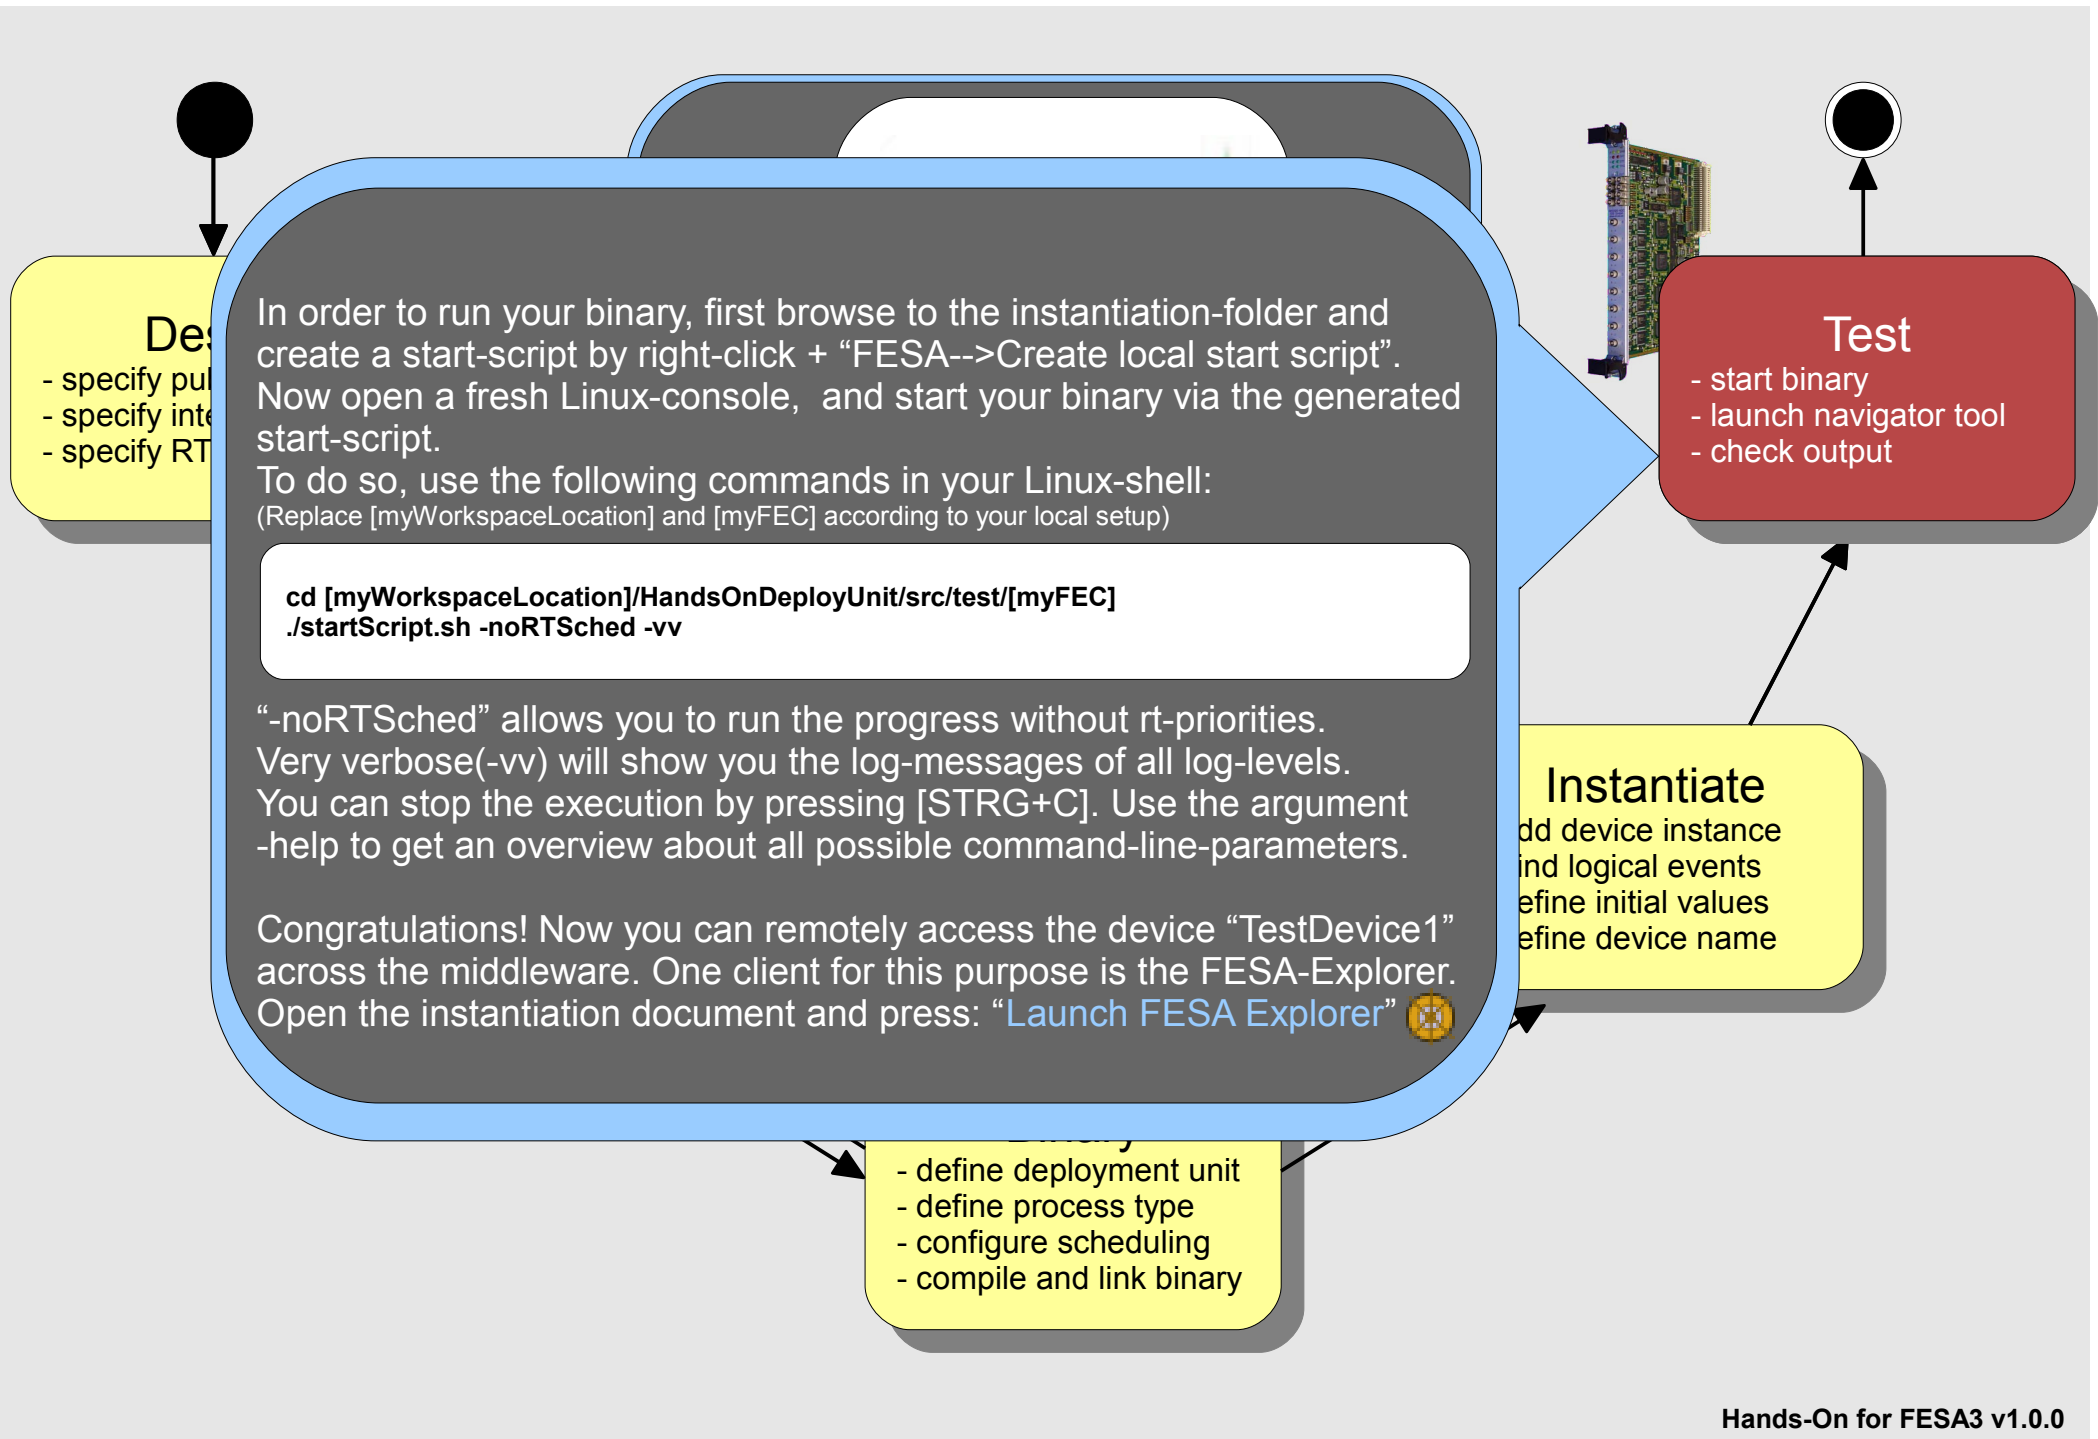 Des
- specify pu
- specify inte
- specify RT
In order to run your binary, first browse to the instantiation-folder and
create a start-script by right-click + “FESA-->Create local start script”.
Now open a fresh Linux-console,  and start your binary via the generated
start-script.
To do so, use the following commands in your Linux-shell:
(Replace [myWorkspaceLocation] and [myFEC] according to your local setup)
cd [myWorkspaceLocation]/HandsOnDeployUnit/src/test/[myFEC]
./startScript.sh -noRTSched -vv
“-noRTSched” allows you to run the progress without rt-priorities.
Very verbose(-vv) will show you the log-messages of all log-levels.
You can stop the execution by pressing [STRG+C]. Use the argument
-help to get an overview about all possible command-line-parameters.
Congratulations! Now you can remotely access the device “TestDevice1”
across the middleware. One client for this purpose is the FESA-Explorer.
Open the instantiation document and press: “Launch FESA Explorer”
Test
- start binary
- launch navigator tool
- check output
Instantiate
dd device instance
ind logical events
efine initial values
efine device name
Binary
- define deployment unit
- define process type
- configure scheduling
- compile and link binary
Hands-On for FESA3 v1.0.0